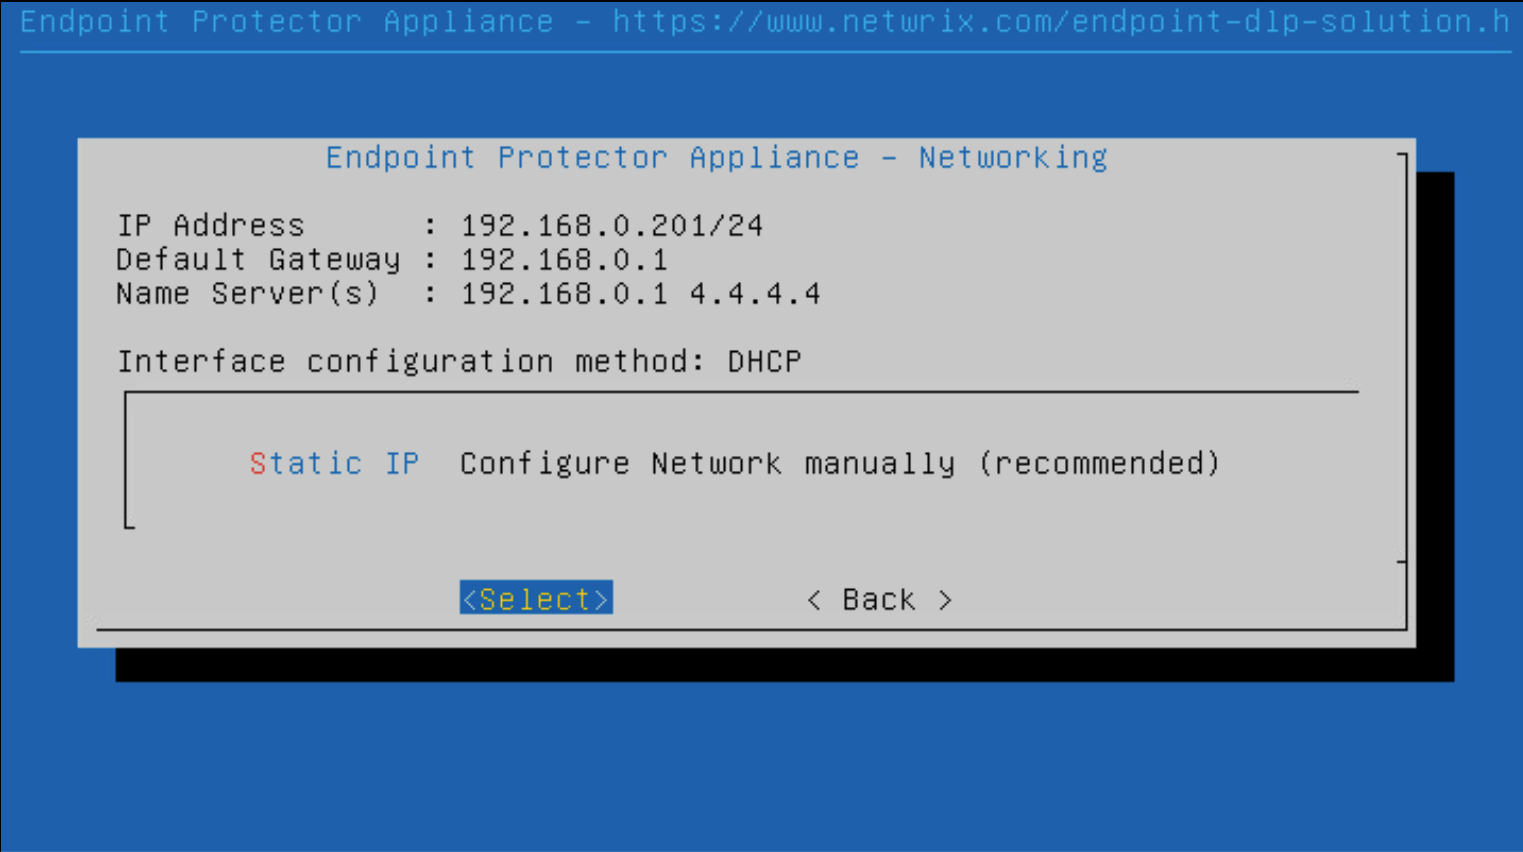 Endpoint Protector Appliance - https://www.netwrix.com/endpoint-dlp-solution.h
Endpoint Protector Appliance - Networking
IP Address : 192.168.0.201/24
Default Gateway : 192.168.0.1
Name Server(s) : 192.168.0.1 4.4.4.4
Interface configuration method: DHCP
Static IP Configure Network manually (recommended)
<Select> < Back >